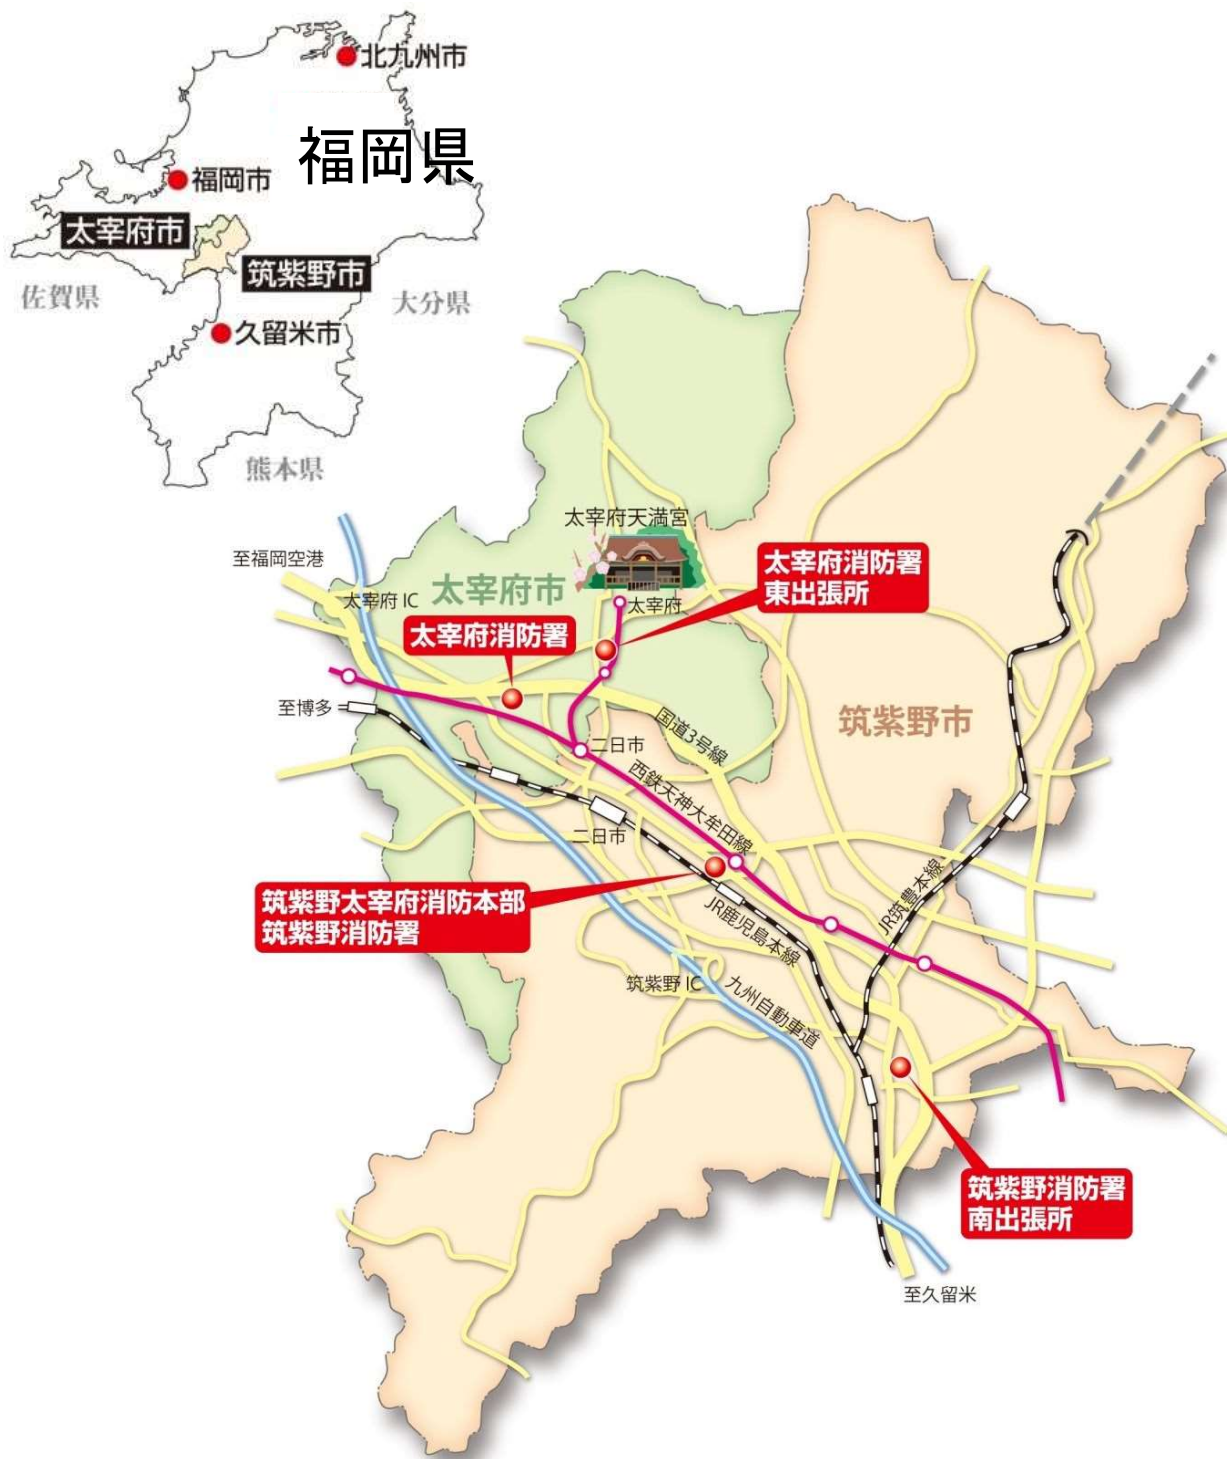 北九州市
福岡県
福岡市
太宰府市
筑紫野市
佐賀県
大分県
久留米市
熊本県
太宰府天満宮
至福岡空港
太宰府消防署
東出張所
太宰府市
太宰府 IC
太宰府
太宰府消防署
至博多
国道3号線
筑紫野市
二日市
西鉄天神大牟田線
二日市
筑紫野太宰府消防本部
筑紫野消防署
JR鹿児島本線
JR筑豊本線
筑紫野 IC
九州自動車道
筑紫野消防署
南出張所
至久留米